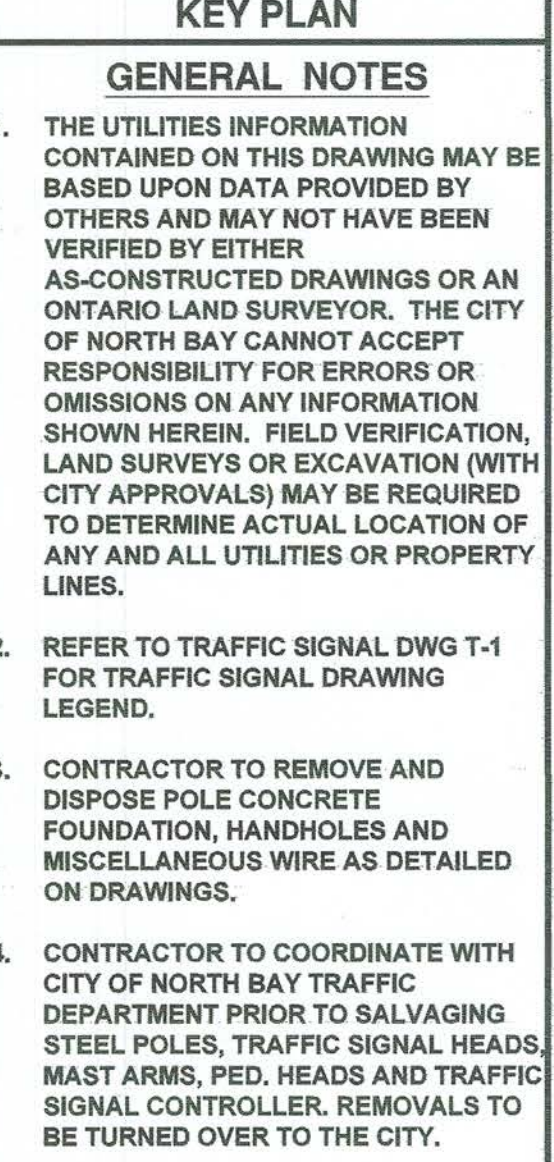 KEY PLAN
GENERAL NOTES
. THE UTILITIES INFORMATION
CONTAINED ON THIS DRAWING MAY BE
BASED UPON DATA PROVIDED BY
OTHERS AND MAY NOT HAVE BEEN
VERIFIED BY EITHER
AS-CONSTRUCTED DRAWINGS OR AN
ONTARIO LAND SURVEYOR. THE CITY
OF NORTH BAY CANNOT ACCEPT
RESPONSIBILITY FOR ERRORS OR
OMISSIONS ON ANY INFORMATION
SHOWN HEREIN. FIELD VERIFICATION,
LAND SURVEYS OR EXCAVATION (WITH
CITY APPROVALS) MAY BE REQUIRED
TO DETERMINE ACTUAL LOCATION OF
ANY AND ALL UTILITIES OR PROPERTY
LINES.
2. REFER TO TRAFFIC SIGNAL DWG T-1
FOR TRAFFIC SIGNAL DRAWING
LEGEND.
3. CONTRACTOR TO REMOVE AND
DISPOSE POLE CONCRETE
FOUNDATION, HANDHOLES AND
MISCELLANEOUS WIRE AS DETAILED
ON DRAWINGS.
4. CONTRACTOR TO COORDINATE WITH
CITY OF NORTH BAY TRAFFIC
DEPARTMENT PRIOR TO SALVAGING
STEEL POLES, TRAFFIC SIGNAL HEADS,
MAST ARMS, PED. HEADS AND TRAFFIC
SIGNAL CONTROLLER. REMOVALS TO
BE TURNED OVER TO THE CITY.